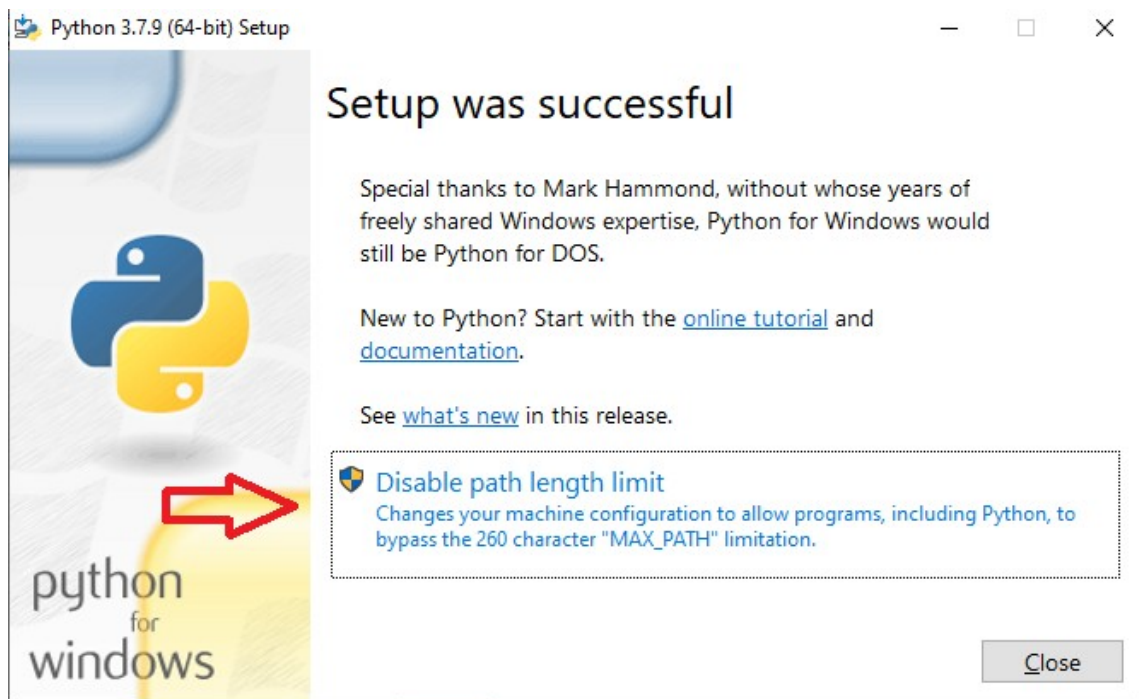 Python 3.7.9 (64-bit) Setup
Setup was successful
Special thanks to Mark Hammond, without whose years of
freely shared Windows expertise, Python for Windows would
still be Python for DOS.
New to Python? Start with the online tutorial and
documentation.
See what's new in this release.
Disable path length limit
Changes your machine configuration to allow programs, including Python, to
bypass the 260 character "MAX_PATH" limitation.
python
for
windows
Close